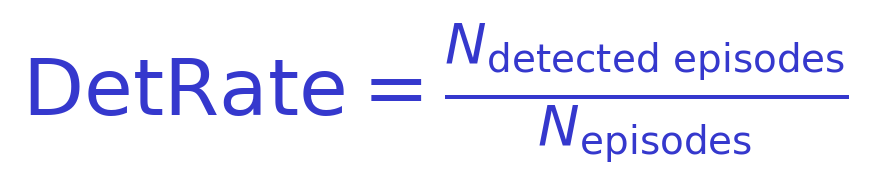 DetRate = N_detected episodes / N_episodes